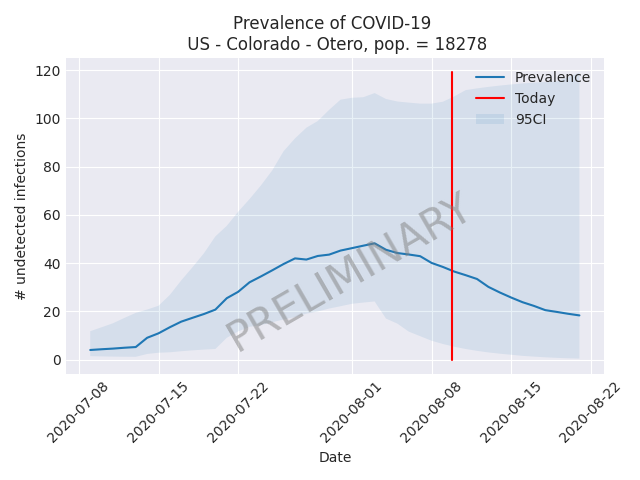 Prevalence of COVID-19
US - Colorado - Otero, pop. = 18278
# undetected infections
120
100
80
60
40
20
0
Prevalence
Today
95CI
PRELIMINARY
2020-07-08
2020-07-15
2020-07-22
2020-08-01
2020-08-08
2020-08-15
2020-08-22
Date